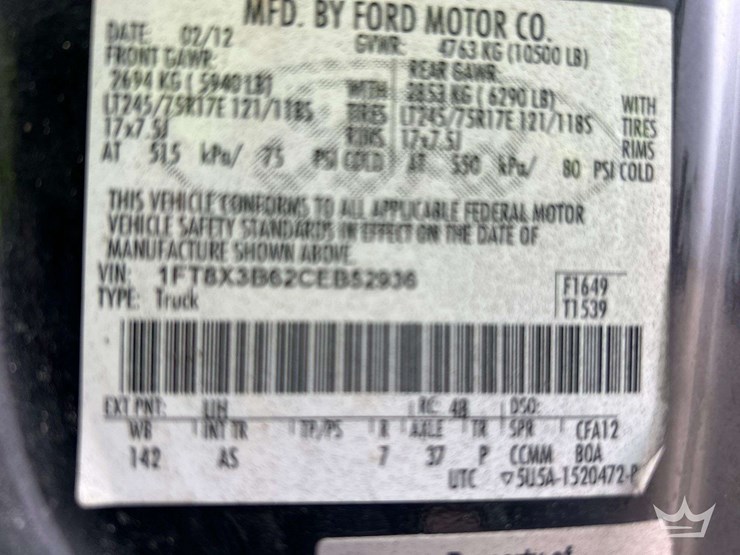 MFD. BY FORD MOTOR CO.
DATE: 02/12 GVWR: 4763 KG (10500 LB)
FRONT GAWR: REAR GAWR:
2694 KG ( 5940 LB) WITH 2853 KG ( 6290 LB) WITH
LT245/75R17E 121/118S TIRES LT245/75R17E 121/118S TIRES
17x7.5J RIMS 17x7.5J RIMS
AT 515 kPa/ 75 PSI COLD AT 550 kPa/ 80 PSI COLD
THIS VEHICLE CONFORMS TO ALL APPLICABLE FEDERAL MOTOR
VEHICLE SAFETY STANDARDS IN EFFECT ON THE DATE OF
MANUFACTURE SHOWN ABOVE.
VIN: 1FT8X3B62CEB52936 F1649
TYPE: Truck T1539
EXT PNT: UH RC: 48 DSO:
WB INT TR TP/PS R AXLE TR SPR CFA12
142 AS 7 37 P CCMM BOA
UTC ▽5U5A-1520472-